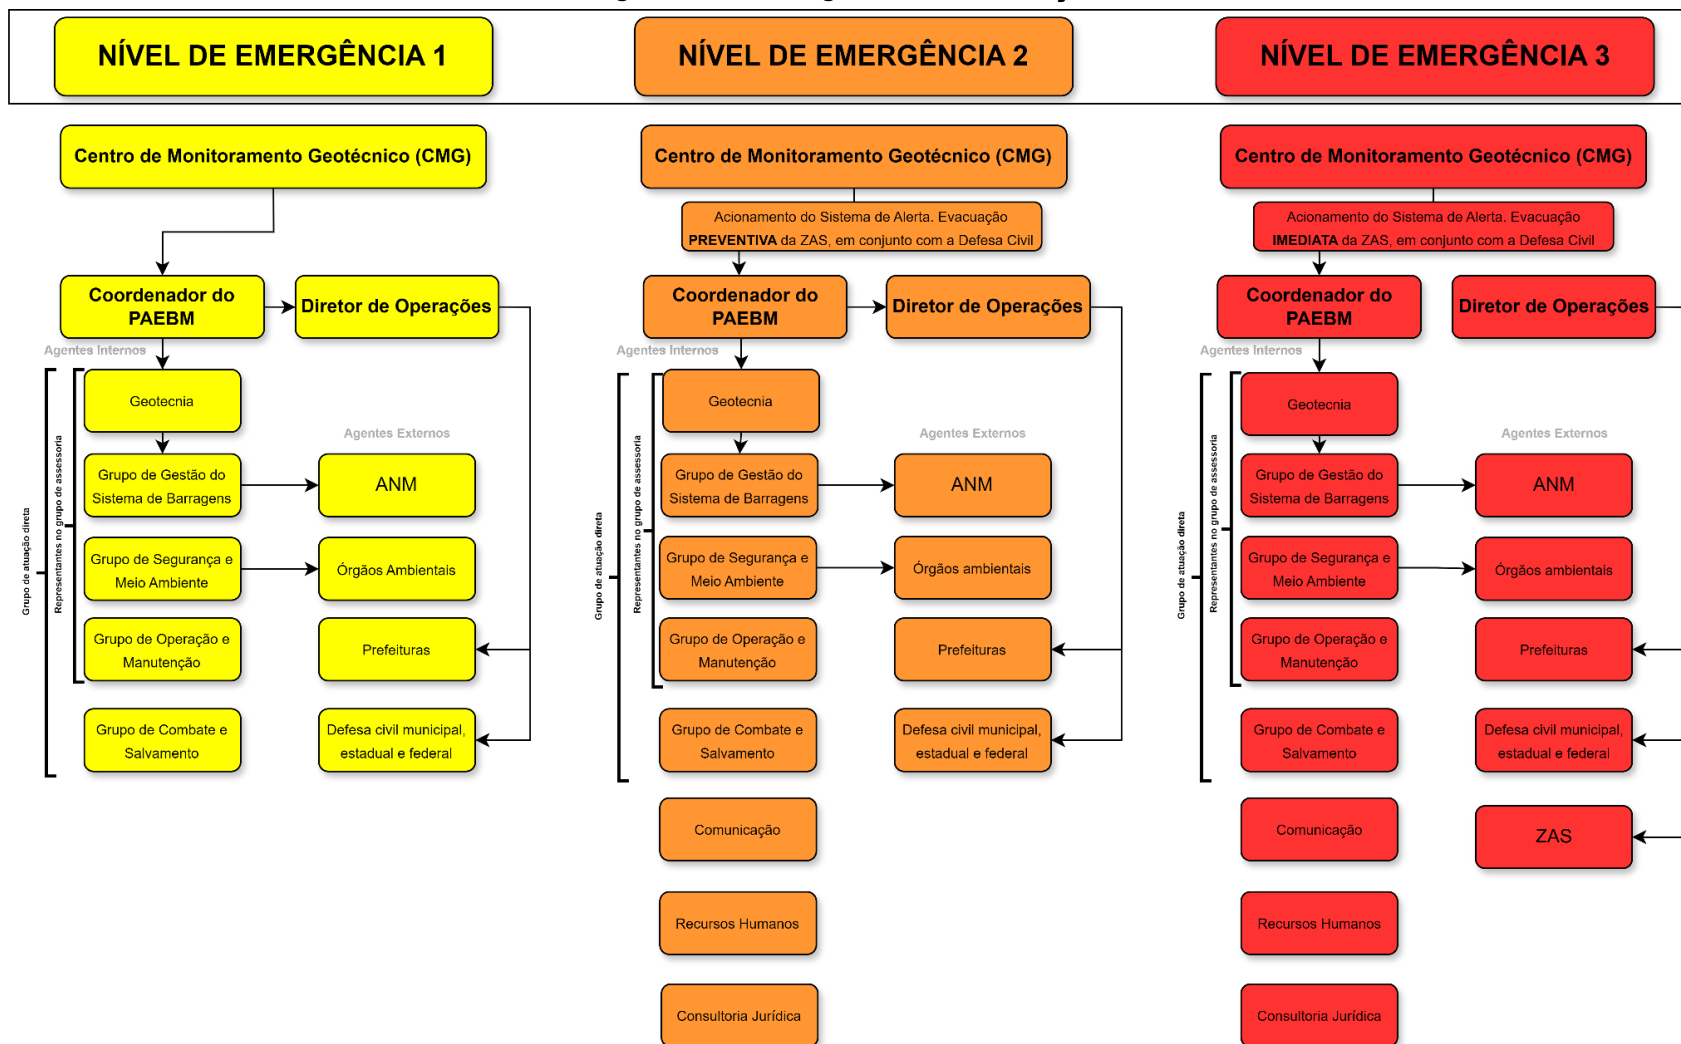 NÍVEL DE EMERGÊNCIA 1
NÍVEL DE EMERGÊNCIA 2
NÍVEL DE EMERGÊNCIA 3
Centro de Monitoramento Geotécnico (CMG)
Coordenador do
PAEBM
Diretor de Operações
Agentes Internos
Grupo de atuação direta
Representantes no grupo de assessoria
Geotecnia
Agentes Externos
Grupo de Gestão do
Sistema de Barragens
ANM
Grupo de Segurança e
Meio Ambiente
Órgãos Ambientais
Grupo de Operação e
Manutenção
Prefeituras
Grupo de Combate e
Salvamento
Defesa civil municipal,
estadual e federal
Centro de Monitoramento Geotécnico (CMG)
Acionamento do Sistema de Alerta. Evacuação
PREVENTIVA da ZAS, em conjunto com a Defesa Civil
Coordenador do
PAEBM
Diretor de Operações
Agentes Internos
Grupo de atuação direta
Representantes no grupo de assessoria
Geotecnia
Agentes Externos
Grupo de Gestão do
Sistema de Barragens
ANM
Grupo de Segurança e
Meio Ambiente
Órgãos ambientais
Grupo de Operação e
Manutenção
Prefeituras
Grupo de Combate e
Salvamento
Defesa civil municipal,
estadual e federal
Comunicação
Recursos Humanos
Consultoria Jurídica
Centro de Monitoramento Geotécnico (CMG)
Acionamento do Sistema de Alerta. Evacuação
IMEDIATA da ZAS, em conjunto com a Defesa Civil
Coordenador do
PAEBM
Diretor de Operações
Agentes Internos
Grupo de atuação direta
Representantes no grupo de assessoria
Geotecnia
Agentes Externos
Grupo de Gestão do
Sistema de Barragens
ANM
Grupo de Segurança e
Meio Ambiente
Órgãos ambientais
Grupo de Operação e
Manutenção
Prefeituras
Grupo de Combate e
Salvamento
Defesa civil municipal,
estadual e federal
Comunicação
ZAS
Recursos Humanos
Consultoria Jurídica